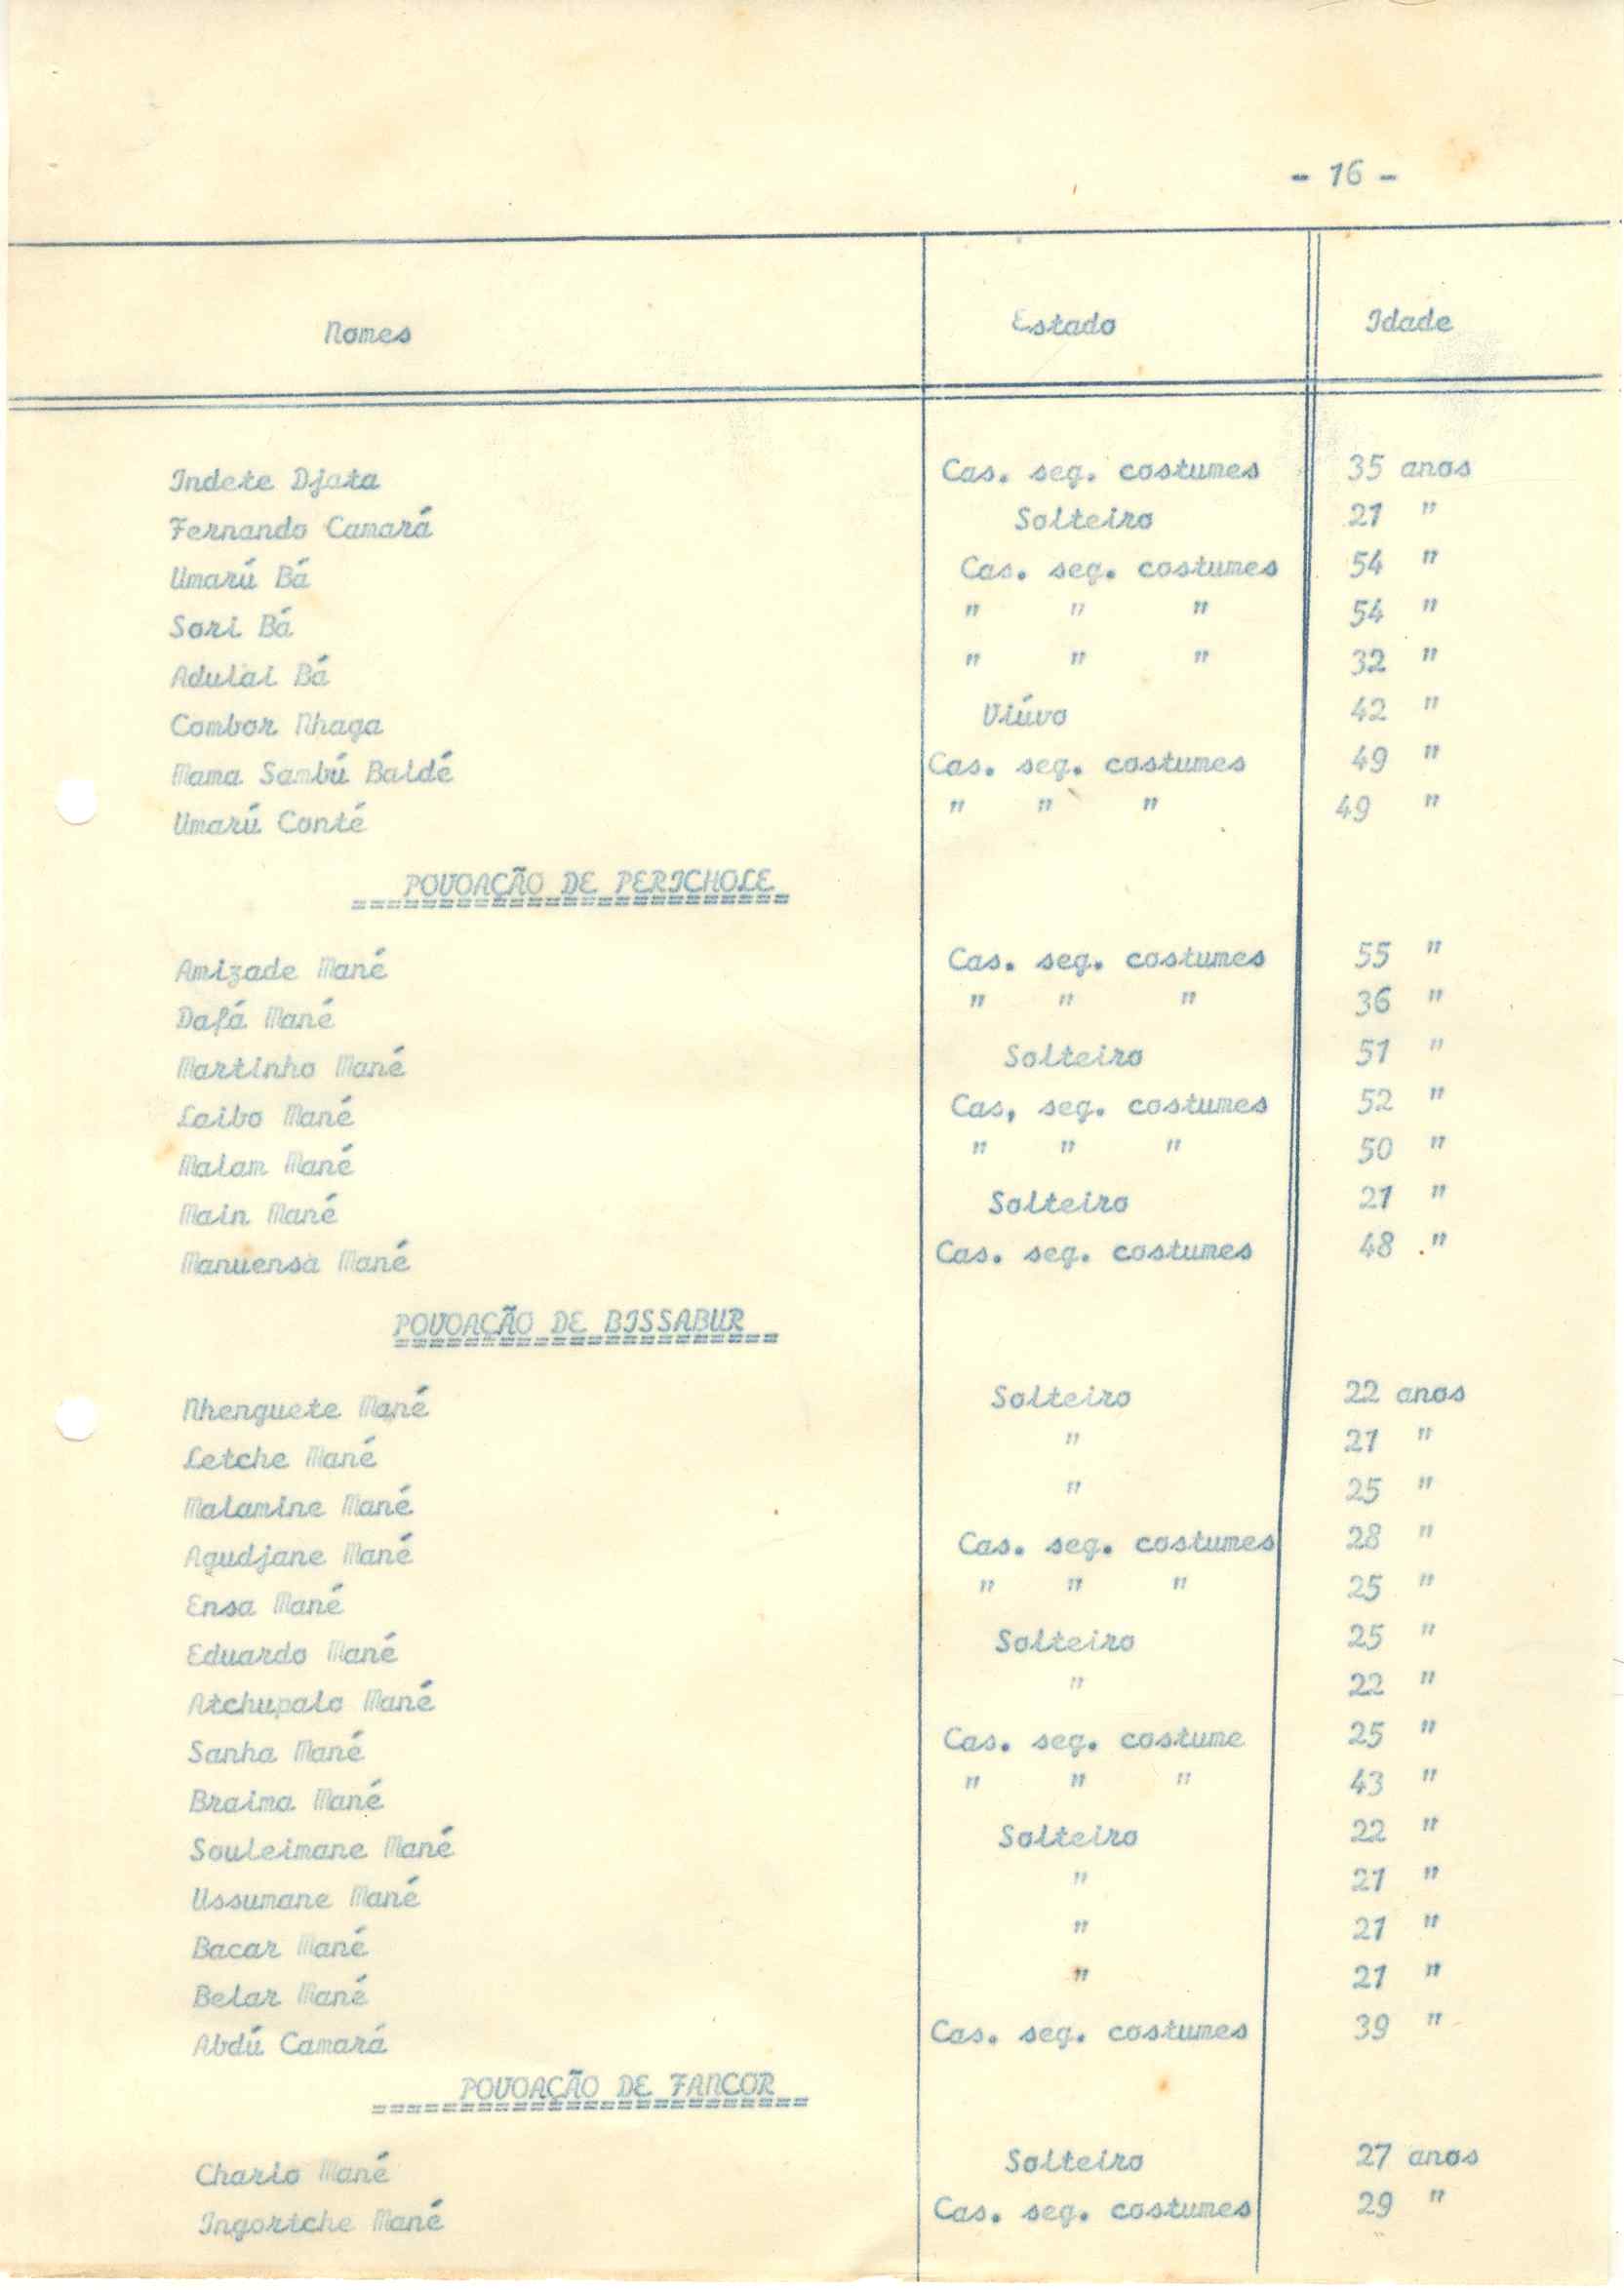 - 16 -
Nomes Estado Idade
Indete Djata Cas. seg. costumes 35 anos
Fernando Camará Solteiro 21 "
Umarú Bá Cas. seg. costumes 54 "
Sori Bá " " " 54 "
Adulai Bá " " " 32 "
Combor Nhaga Viúvo 42 "
Mama Sambú Baldé Cas. seg. costumes 49 "
Umarú Conté " " " 49 "
POVOAÇÃO DE PERICHOLE
Amizade Mané Cas. seg. costumes 55 "
Dafá Mané " " " 36 "
Martinho Mané Solteiro 51 "
Laibo Mané Cas, seg. costumes 52 "
Malam Mané " " " 50 "
Main Mané Solteiro 21 "
Manuensa Mané Cas. seg. costumes 48 "
POVOAÇÃO DE BISSABUR
Nhenguete Mané Solteiro 22 anos
Letche Mané " 21 "
Malamine Mané " 25 "
Agudjane Mané Cas. seg. costumes 28 "
Ensa Mané " " " 25 "
Eduardo Mané Solteiro 25 "
Atchupalo Mané " 22 "
Sanha Mané Cas. seg. costume 25 "
Braima Mané " " " 43 "
Souleimane Mané Solteiro 22 "
Ussumane Mané " 21 "
Bacar Mané " 21 "
Belar Mané " 21 "
Abdú Camará Cas. seg. costumes 39 "
POVOAÇÃO DE FANCOR
Charlo Mané Solteiro 27 anos
Ingortche Mané Cas. seg. costumes 29 "